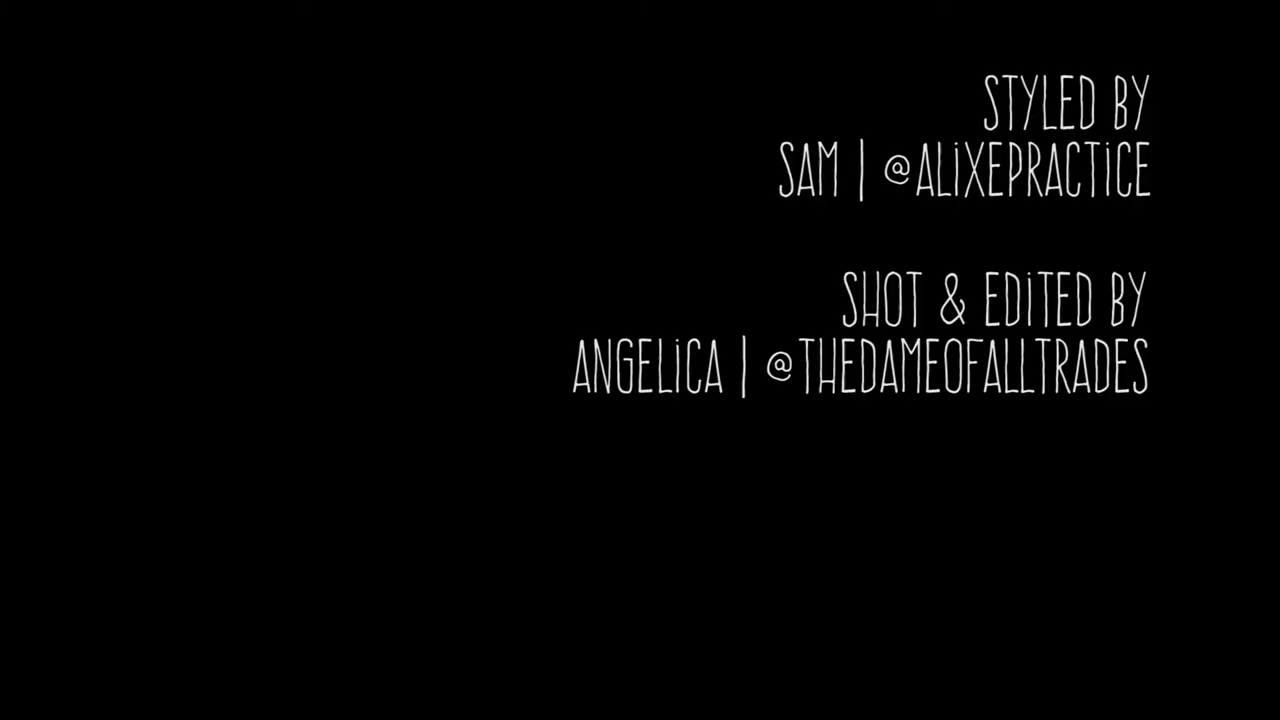 STYLED BY
SAM | @ALiXEPRACTiCE
SHOT & EDiTED BY
ANGELiCA | @THEDAMEOFALLTRADES